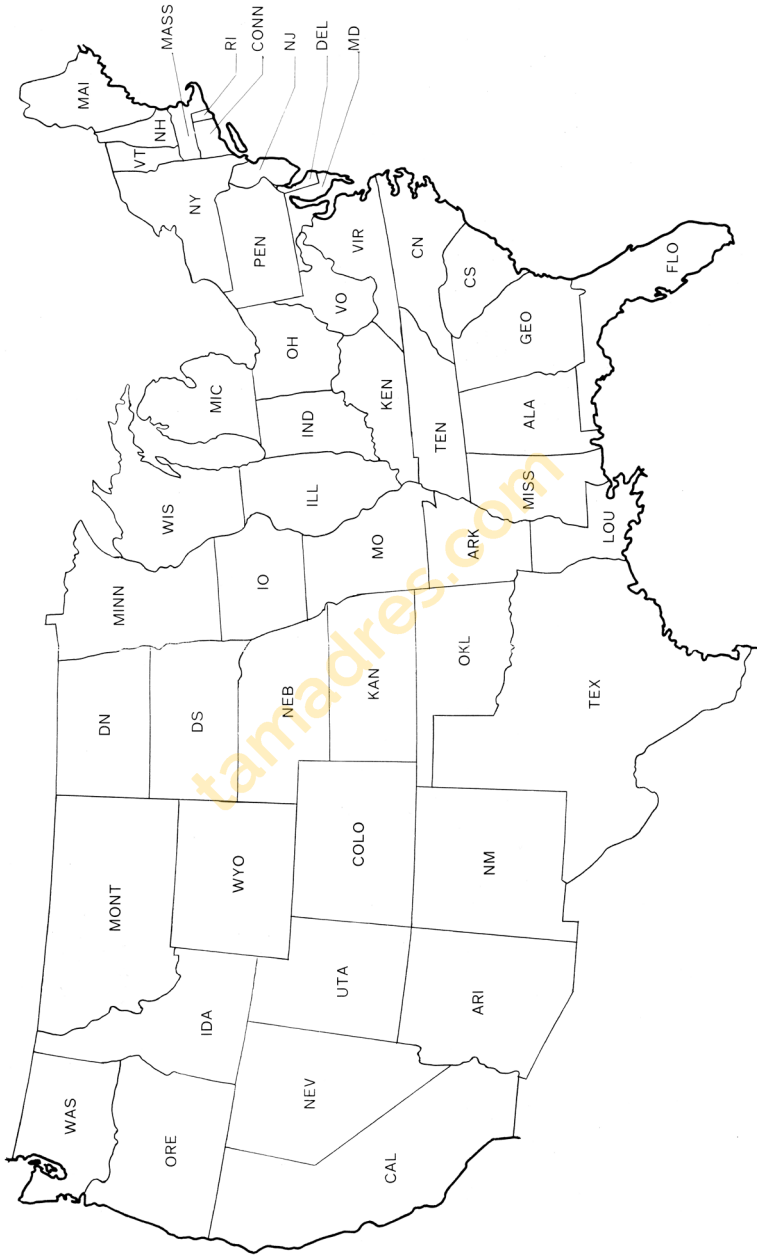 WAS
ORE
CAL
NEV
IDA
MONT
WYO
UTA
ARI
COLO
NM
DN
DS
NEB
KAN
OKL
TEX
MINN
IO
MO
ARK
LOU
WIS
ILL
MISS
MIC
IND
OH
KEN
TEN
ALA
GEO
FLO
CS
CN
VIR
VO
PEN
NY
VT
NH
MAI
MASS
RI
CONN
NJ
DEL
MD
tamadres.com